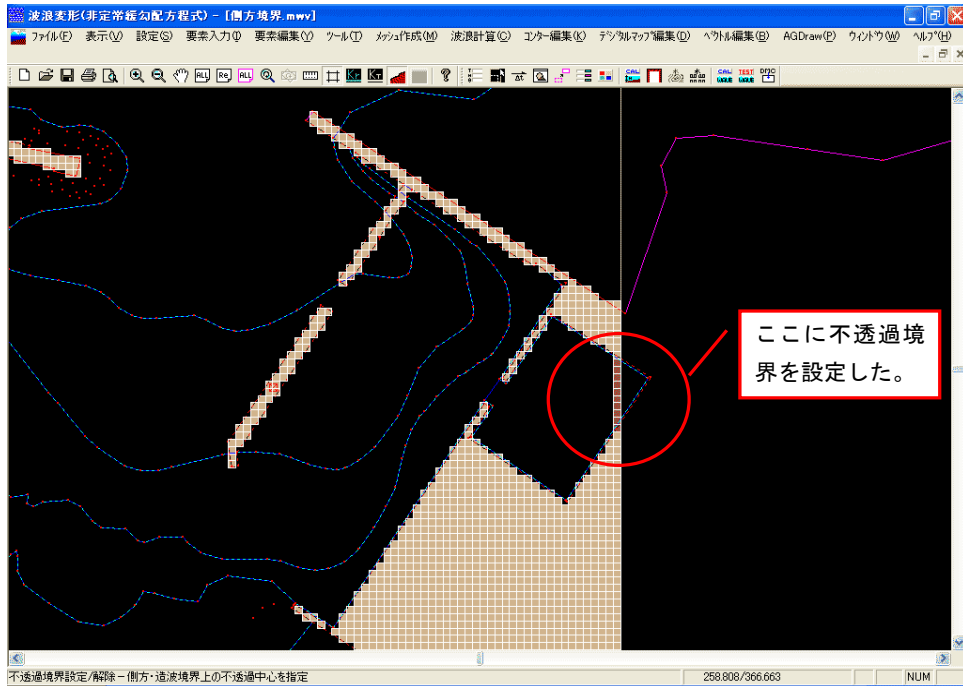 波浪変形(非定常緩勾配方程式) - [側方境界.mwv]
ファイル(F) 表示(V) 設定(S) 要素入力(I) 要素編集(Y) ツール(T) メッシュ作成(M) 波浪計算(C) コンター編集(K) デジタルマップ編集(D) ベクトル編集(B) AGDraw(P) ウィンドウ(W) ヘルプ(H)
ここに不透過境
界を設定した。
不透過境界設定/解除－側方・造波境界上の不透過中心を指定
258.808/366.663
NUM